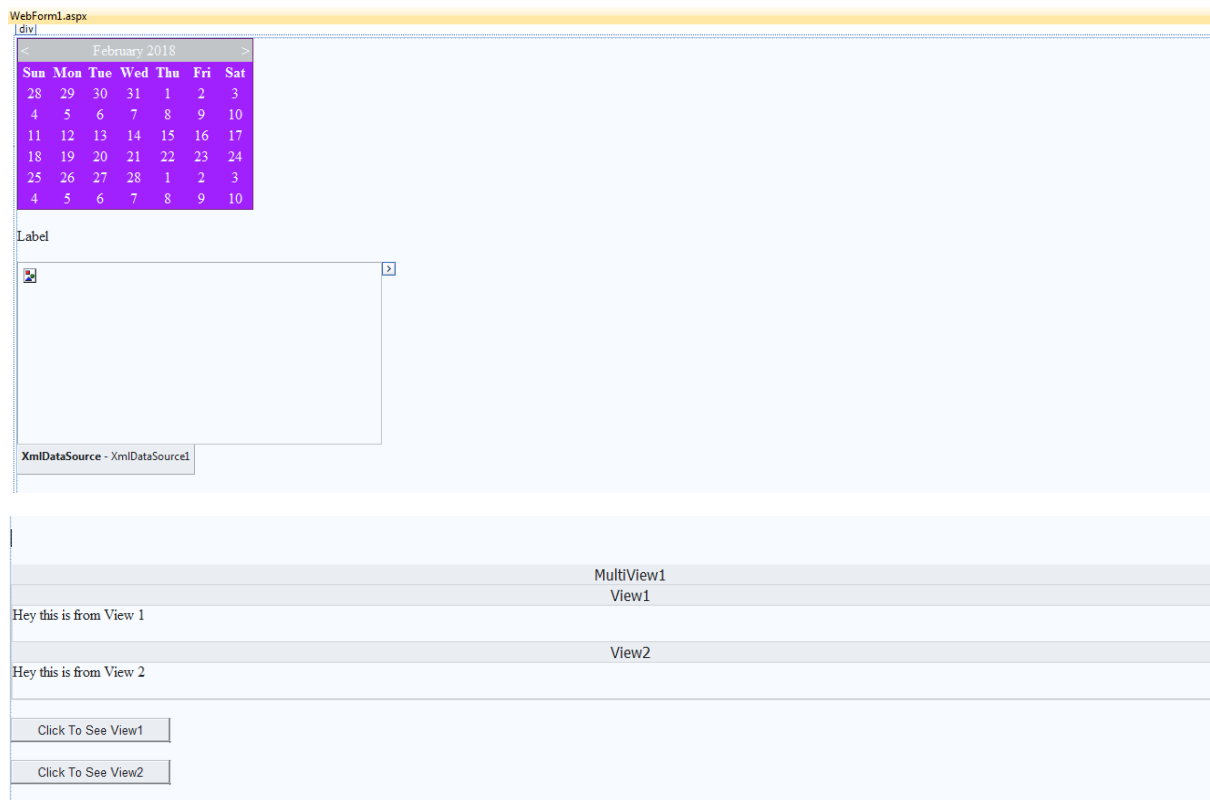 WebForm1.aspx
div
< February 2018 >
Sun Mon Tue Wed Thu Fri Sat
28 29 30 31 1 2 3
4 5 6 7 8 9 10
11 12 13 14 15 16 17
18 19 20 21 22 23 24
25 26 27 28 1 2 3
4 5 6 7 8 9 10
Label
>
XmlDataSource - XmlDataSource1
MultiView1
View1
Hey this is from View 1
View2
Hey this is from View 2
Click To See View1
Click To See View2